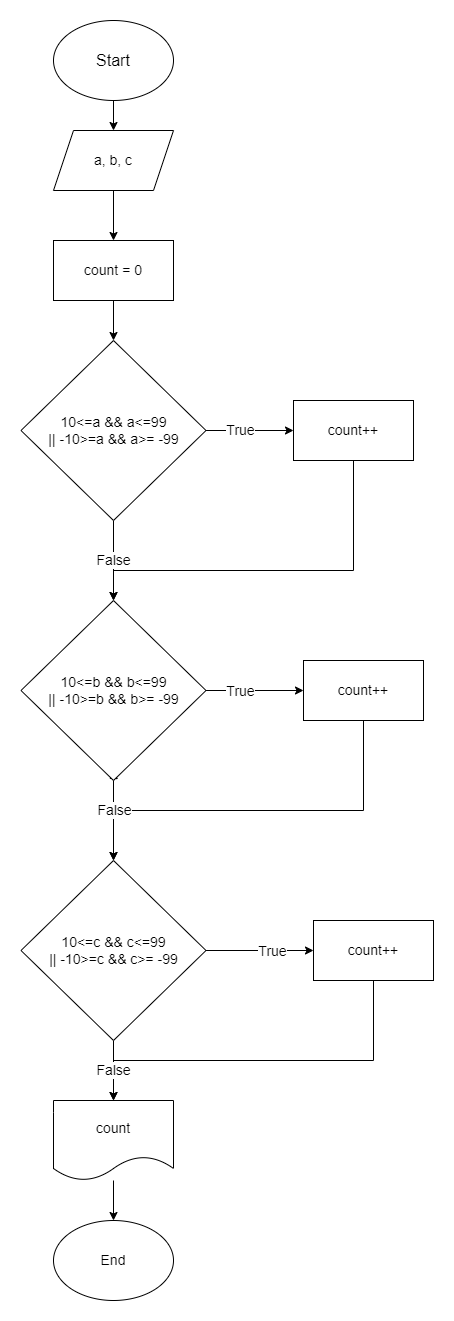 Start
a, b, c
count = 0
10<=a && a<=99
|| -10>=a && a>= -99
True
count++
False
10<=b && b<=99
|| -10>=b && b>= -99
True
count++
False
10<=c && c<=99
|| -10>=c && c>= -99
True
count++
False
count
End